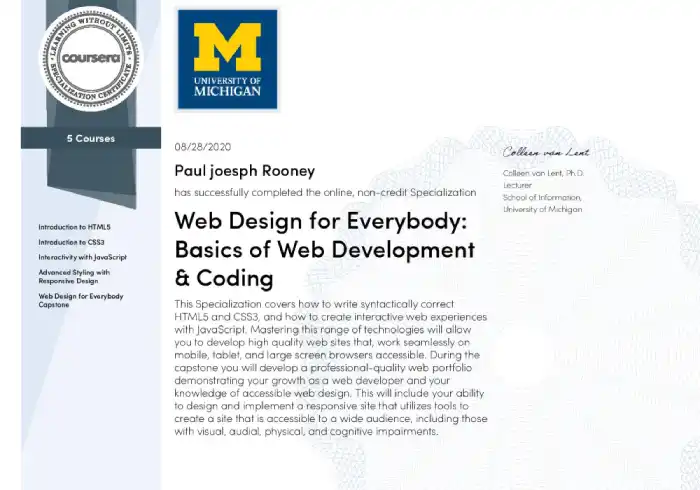 LEARNING WITHOUT LIMITS
coursera
SPECIALIZATION CERTIFICATE
5 Courses
Introduction to HTML5
Introduction to CSS3
Interactivity with JavaScript
Advanced Styling with
Responsive Design
Web Design for Everybody
Capstone
M
UNIVERSITY OF
MICHIGAN
08/28/2020
Paul joesph Rooney
has successfully completed the online, non-credit Specialization
Web Design for Everybody:
Basics of Web Development
& Coding
This Specialization covers how to write syntactically correct
HTML5 and CSS3, and how to create interactive web experiences
with JavaScript. Mastering this range of technologies will allow
you to develop high quality web sites that, work seamlessly on
mobile, tablet, and large screen browsers accessible. During the
capstone you will develop a professional-quality web portfolio
demonstrating your growth as a web developer and your
knowledge of accessible web design. This will include your ability
to design and implement a responsive site that utilizes tools to
create a site that is accessible to a wide audience, including those
with visual, audial, physical, and cognitive impairments.
Colleen van Lent
Colleen van Lent, Ph.D.
Lecturer
School of Information,
University of Michigan